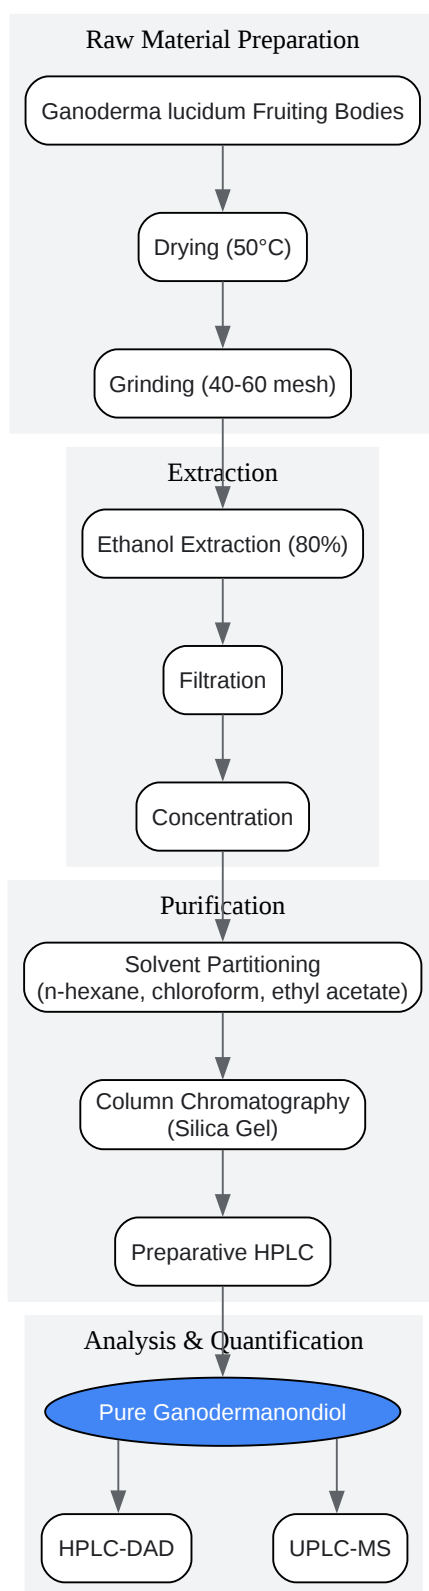 Raw Material Preparation
Ganoderma lucidum Fruiting Bodies
Drying (50°C)
Grinding (40-60 mesh)
Extraction
Ethanol Extraction (80%)
Filtration
Concentration
Purification
Solvent Partitioning
(n-hexane, chloroform, ethyl acetate)
Column Chromatography
(Silica Gel)
Preparative HPLC
Analysis & Quantification
Pure Ganodermanondiol
HPLC-DAD
UPLC-MS